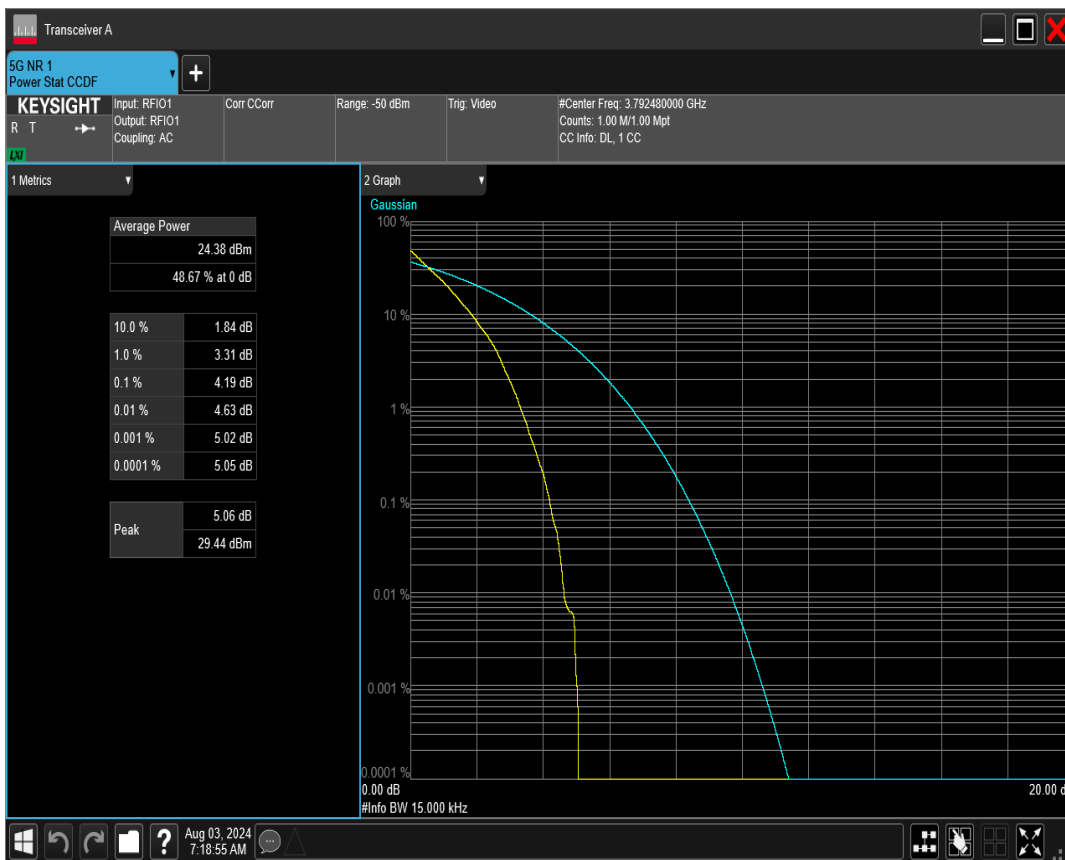 Transceiver A
5G NR 1
Power Stat CCDF
KEYSIGHT
R T
LXI
Input: RFIO1
Output: RFIO1
Coupling: AC
Corr CCorr
Range: -50 dBm
Trig: Video
#Center Freq: 3.792480000 GHz
Counts: 1.00 M/1.00 Mpt
CC Info: DL, 1 CC
1 Metrics
Average Power
24.38 dBm
48.67 % at 0 dB
10.0 % 1.84 dB
1.0 % 3.31 dB
0.1 % 4.19 dB
0.01 % 4.63 dB
0.001 % 5.02 dB
0.0001 % 5.05 dB
Peak 5.06 dB
29.44 dBm
2 Graph
Gaussian
100 %
10 %
1 %
0.1 %
0.01 %
0.001 %
0.0001 %
0.00 dB 20.00 d
#Info BW 15.000 kHz
?
Aug 03, 2024
7:18:55 AM